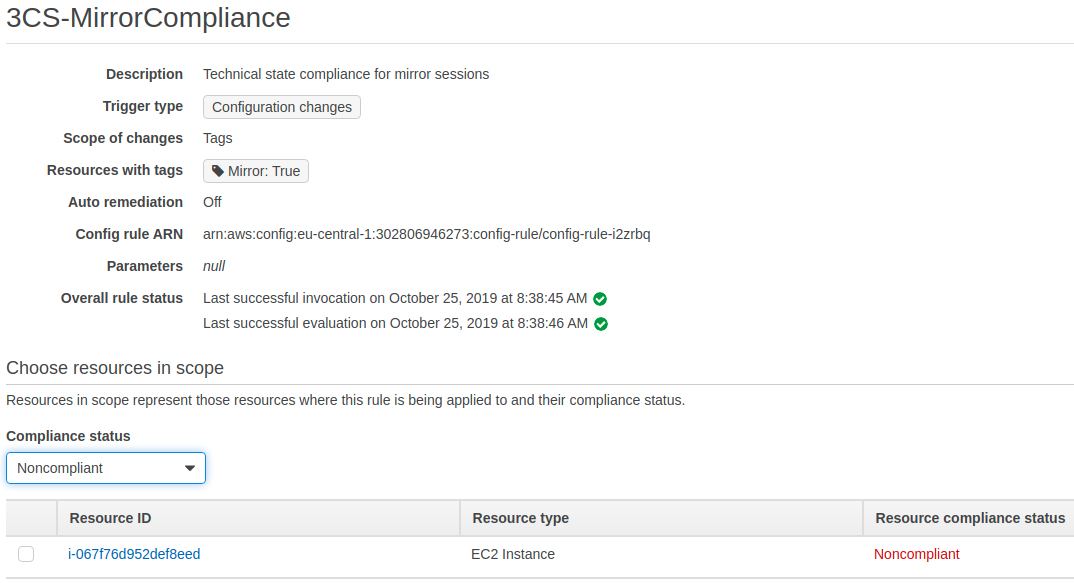 3CS-MirrorCompliance
Description Technical state compliance for mirror sessions
Trigger type Configuration changes
Scope of changes Tags
Resources with tags Mirror: True
Auto remediation Off
Config rule ARN arn:aws:config:eu-central-1:302806946273:config-rule/config-rule-i2zrbq
Parameters null
Overall rule status Last successful invocation on October 25, 2019 at 8:38:45 AM
Last successful evaluation on October 25, 2019 at 8:38:46 AM
Choose resources in scope
Resources in scope represent those resources where this rule is being applied to and their compliance status.
Compliance status
Noncompliant
Resource ID Resource type Resource compliance status
i-067f76d952def8eed EC2 Instance Noncompliant